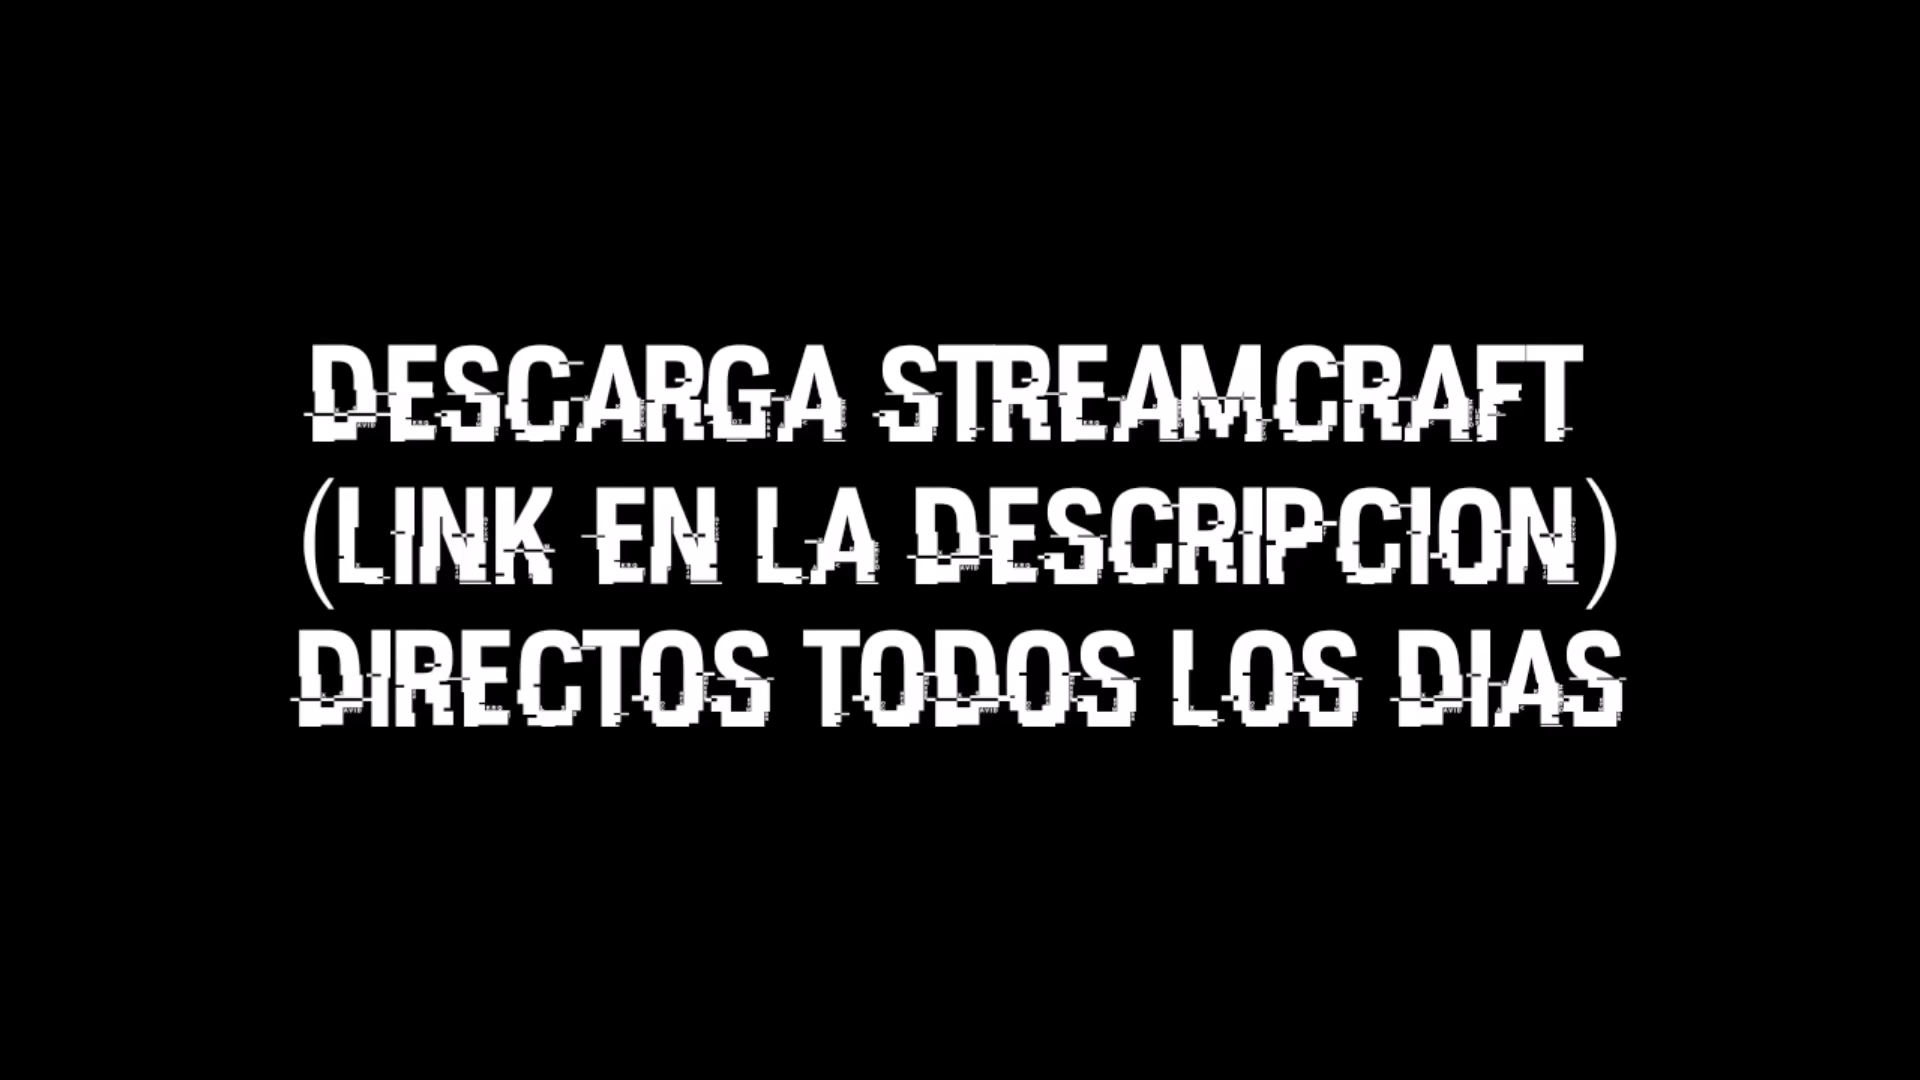 DESCARGA STREAMCRAFT
(LINK EN LA DESCRIPCION)
DIRECTOS TODOS LOS DIAS